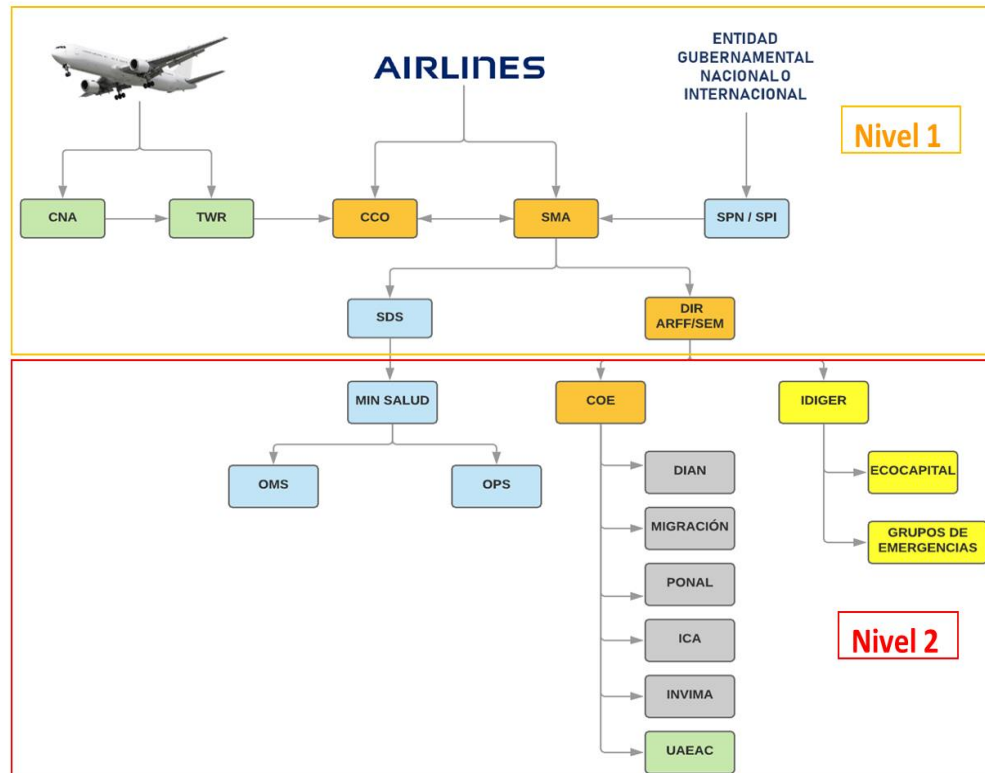 AIRLINES
ENTIDAD
GUBERNAMENTAL
NACIONAL O
INTERNACIONAL
Nivel 1
CNA
TWR
CCO
SMA
SPN / SPI
SDS
DIR
ARFF/SEM
MIN SALUD
COE
IDIGER
OMS
OPS
DIAN
ECOCAPITAL
MIGRACIÓN
GRUPOS DE
EMERGENCIAS
PONAL
ICA
Nivel 2
INVIMA
UAEAC